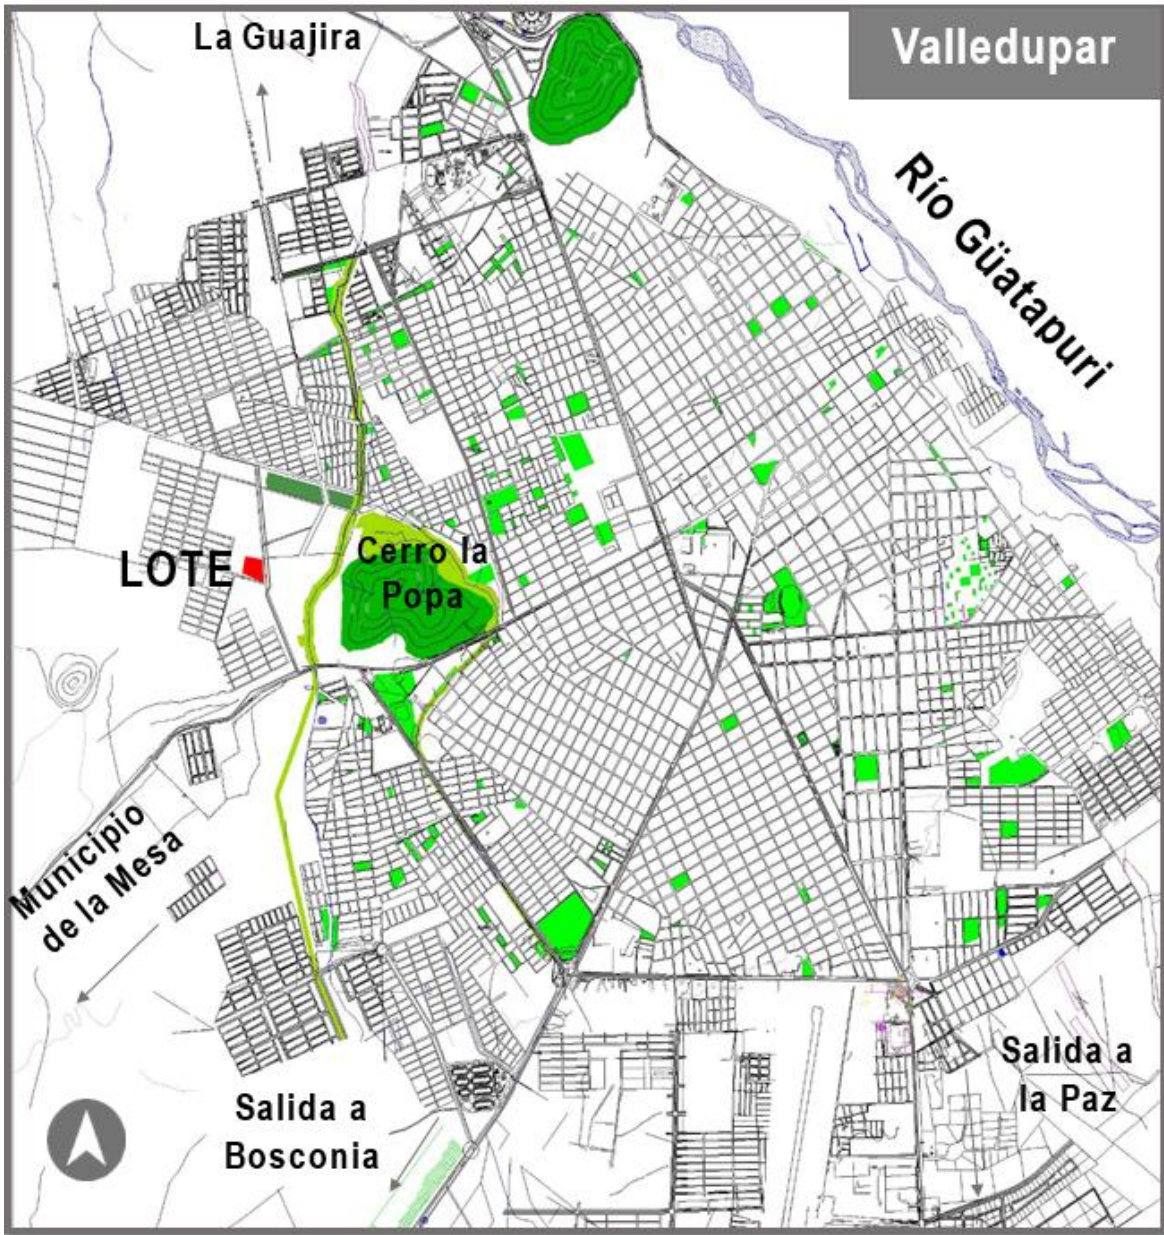 La Guajira
Valledupar
Río Güatapuri
LOTE
Cerro la
Popa
Municipio
de la Mesa
Salida a
la Paz
Salida a
Bosconia